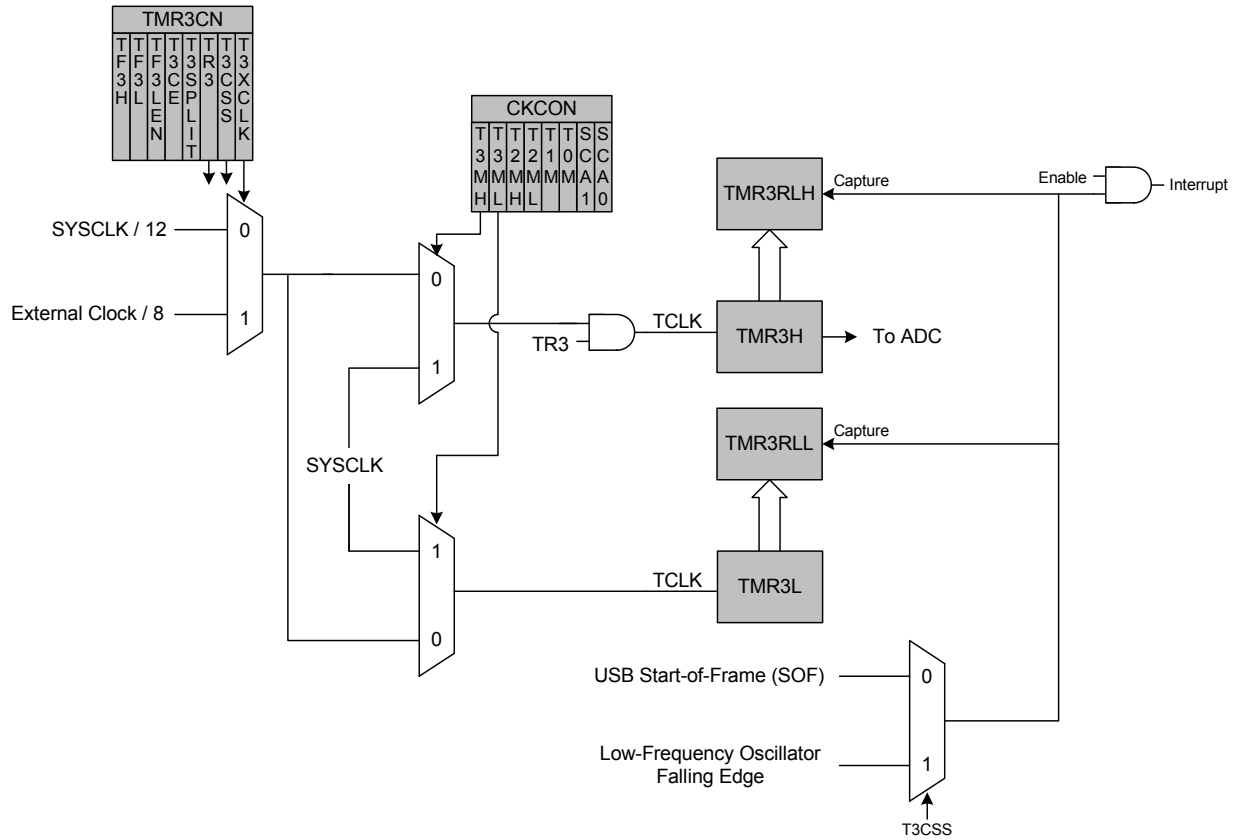 TMR3CN
TF3H
TF3L
TF3LEN
T3CE
T3SPLIT
TR3
T3CSS
T3XCLK
CKCON
T3MH
T3ML
T2MH
T2ML
T1M
T0M
SCA1
SCA0
SYSCLK / 12
0
External Clock / 8
1
0
1
TR3
TCLK
TMR3RLH
Capture
TMR3H
To ADC
Enable
Interrupt
SYSCLK
1
0
TCLK
TMR3RLL
Capture
TMR3L
USB Start-of-Frame (SOF)
0
Low-Frequency Oscillator
Falling Edge
1
T3CSS